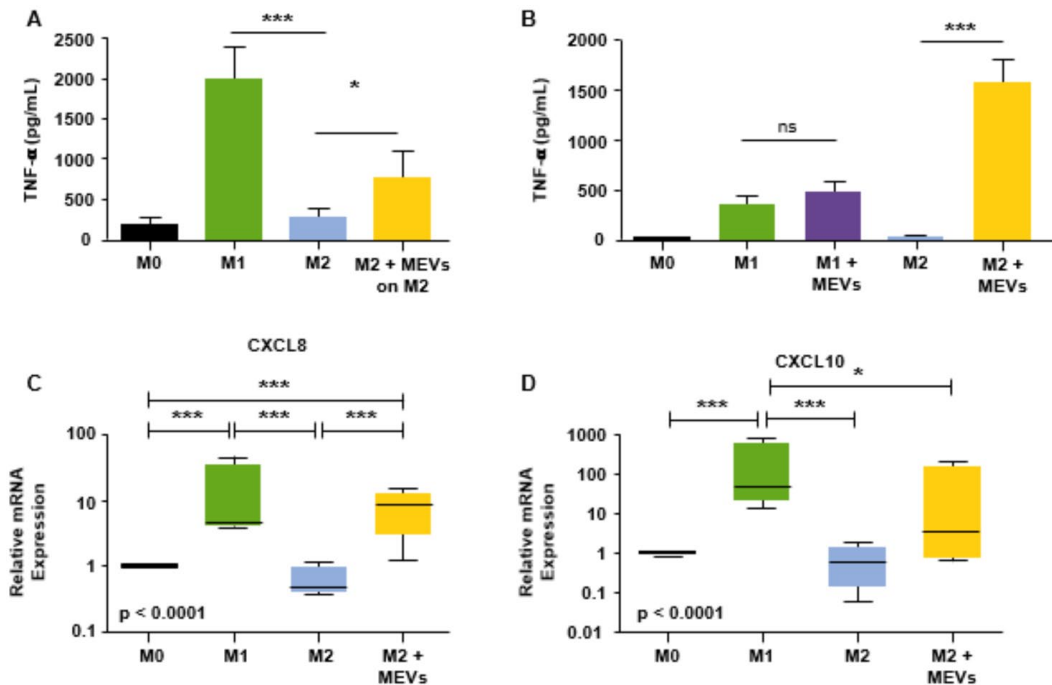 A
TNF-α (pg/mL)
2500
2000
1500
1000
500
0
***
*
M0
M1
M2
M2 + MEVs
on M2
B
TNF-α (pg/mL)
2000
1500
1000
500
0
ns
***
M0
M1
M1 +
MEVs
M2
M2 +
MEVs
CXCL8
C
Relative mRNA
Expression
100
10
1
0.1
***
***
***
***
p < 0.0001
M0
M1
M2
M2 +
MEVs
CXCL10
D
Relative mRNA
Expression
1000
100
10
1
0.1
0.01
*
***
***
p < 0.0001
M0
M1
M2
M2 +
MEVs